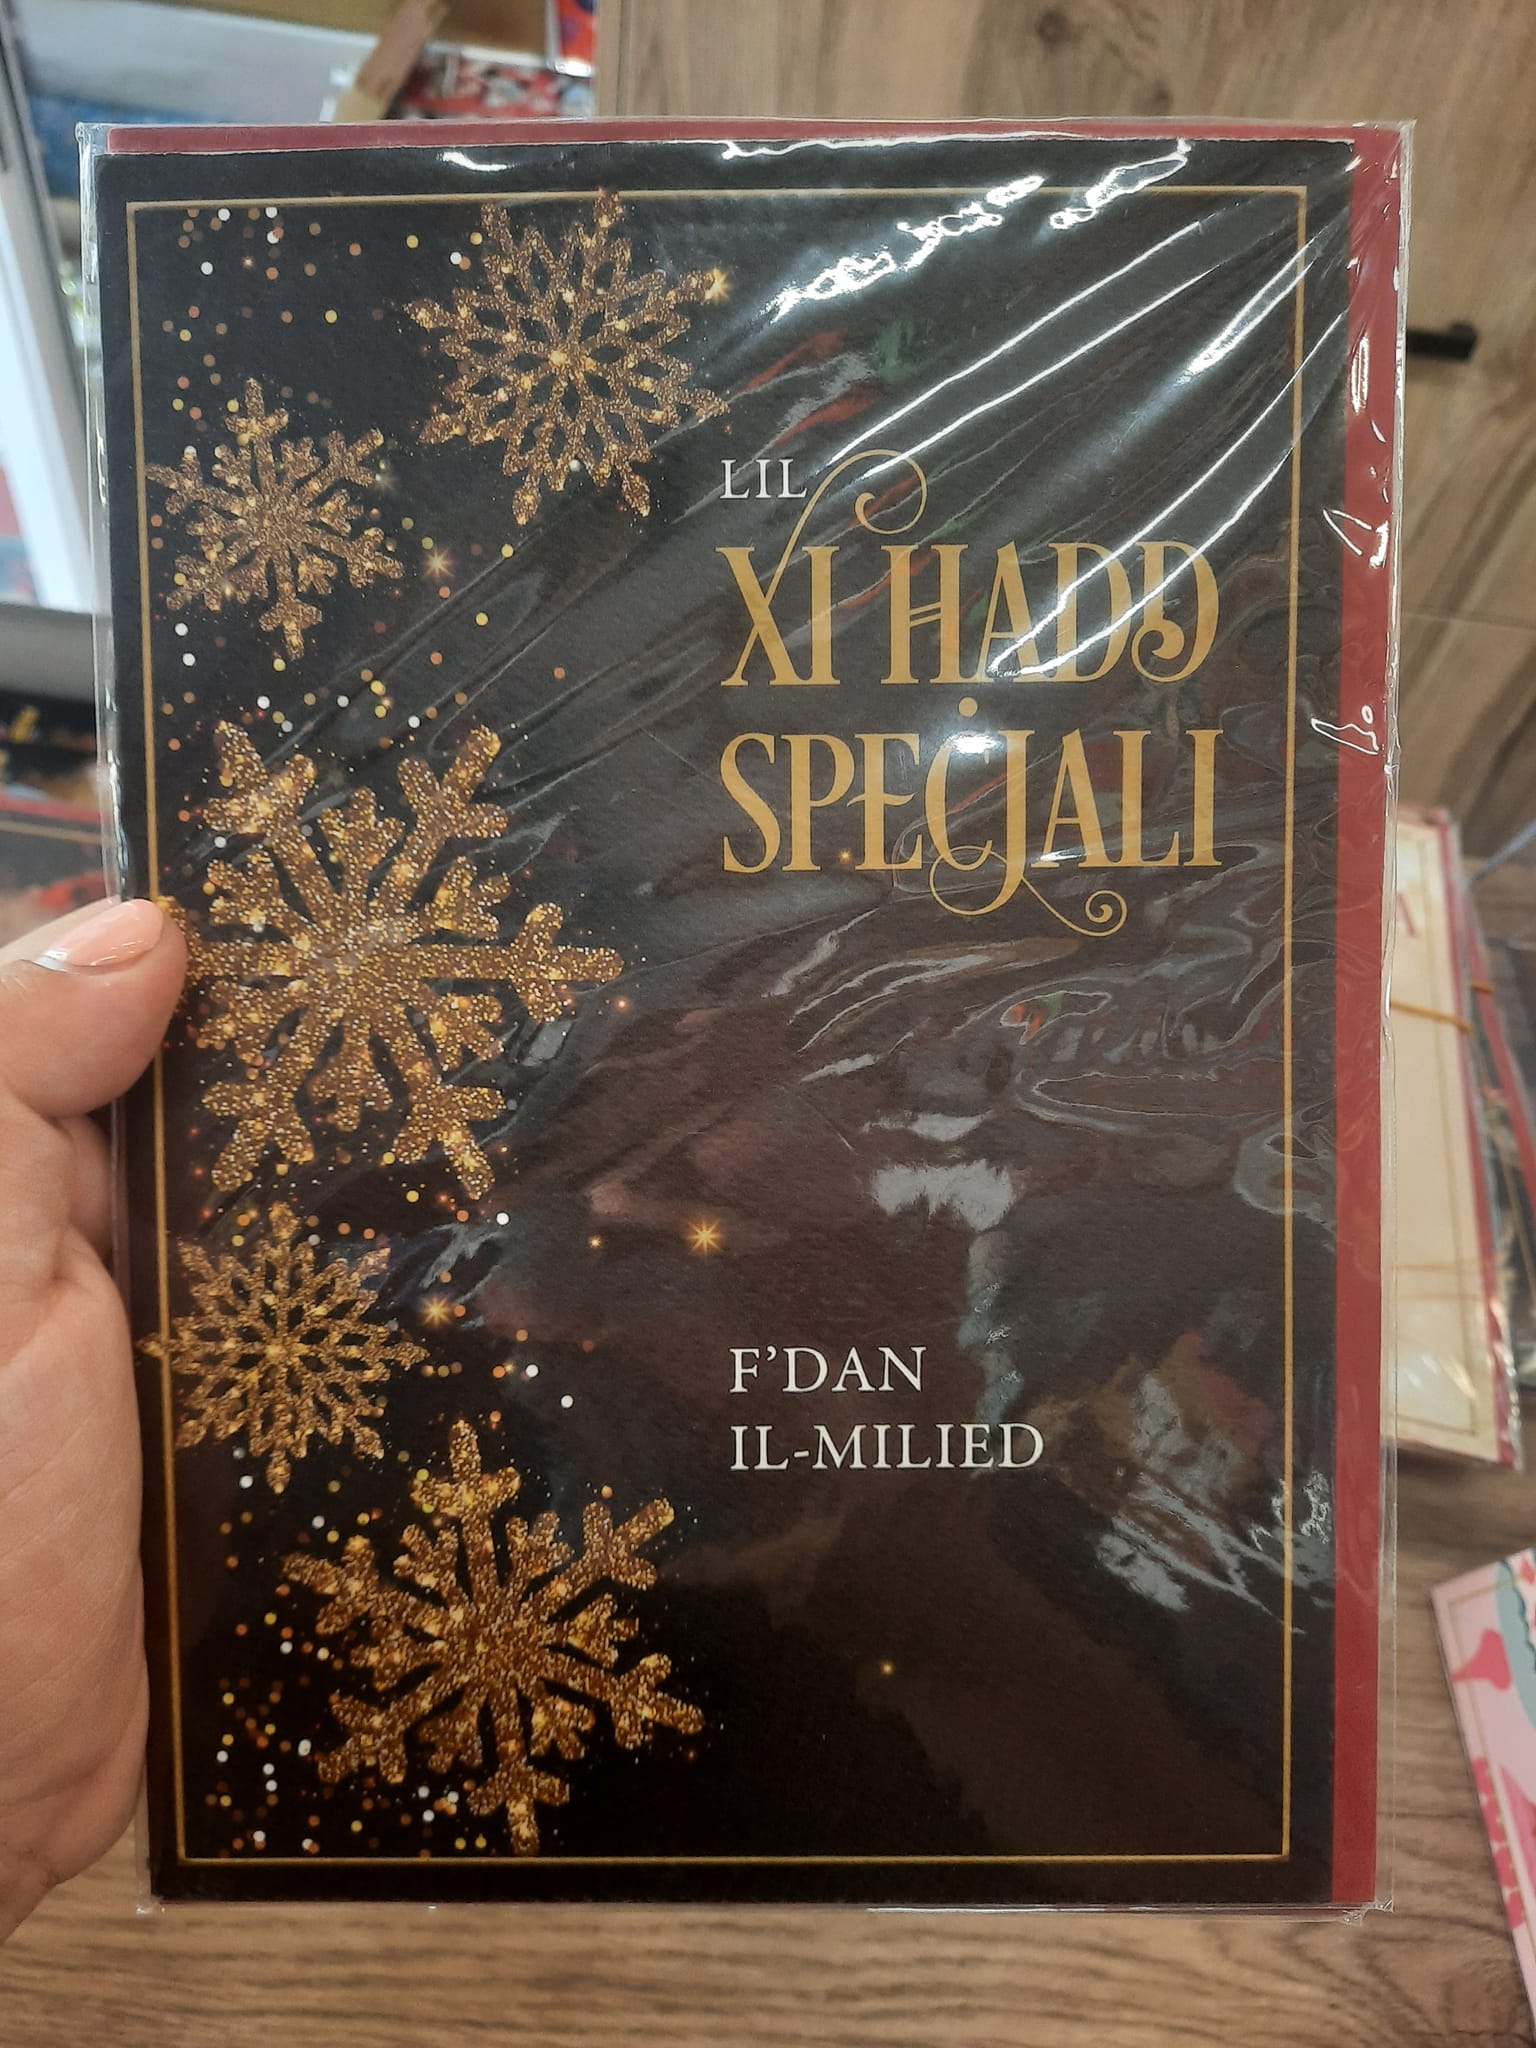 LIL
XI ĦADD
SPEĊJALI
F'DAN
IL-MILIED